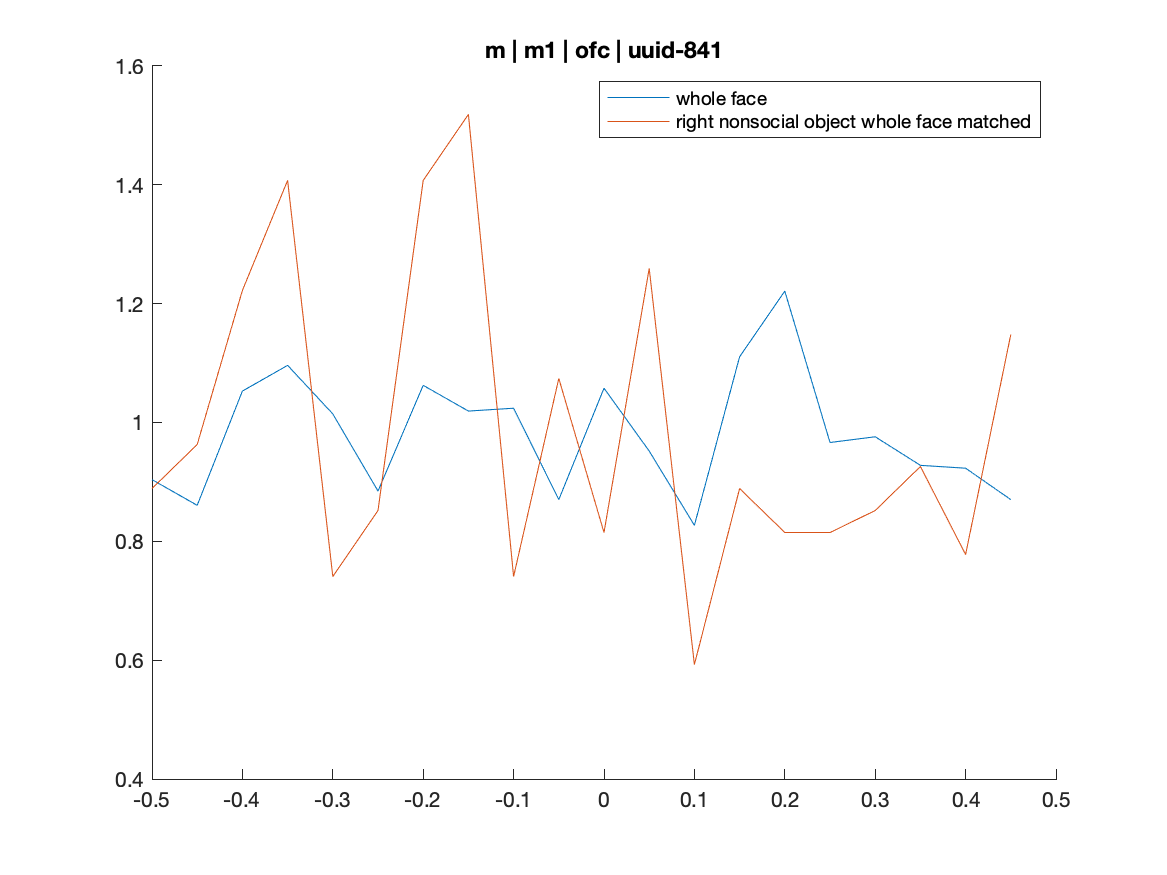 m | m1 | ofc | uuid-841
whole face
right nonsocial object whole face matched
1.6
1.4
1.2
1
0.8
0.6
0.4
-0.5 -0.4 -0.3 -0.2 -0.1 0 0.1 0.2 0.3 0.4 0.5